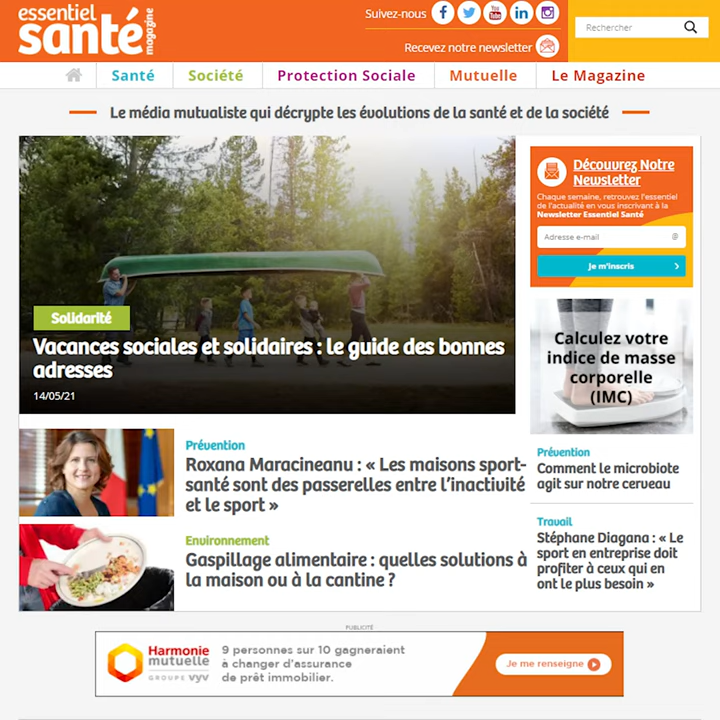 essentiel
santé
magazine
Suivez-nous
You
Tube
Recevez notre newsletter
Rechercher
Santé
Société
Protection Sociale
Mutuelle
Le Magazine
Le média mutualiste qui décrypte les évolutions de la santé et de la société
Solidarité
Vacances sociales et solidaires : le guide des bonnes
adresses
14/05/21
Prévention
Roxana Maracineanu : « Les maisons sport-
santé sont des passerelles entre l'inactivité
et le sport »
Environnement
Gaspillage alimentaire : quelles solutions à
la maison ou à la cantine ?
Découvrez Notre
Newsletter
Chaque semaine, retrouvez l'essentiel
de l'actualité en vous inscrivant à la
Newsletter Essentiel Santé
Adresse e-mail @
Je m'inscris
Calculez votre
indice de masse
corporelle
(IMC)
Prévention
Comment le microbiote
agit sur notre cerveau
Travail
Stéphane Diagana : « Le
sport en entreprise doit
profiter à ceux qui en
ont le plus besoin »
PUBLICITÉ
Harmonie
mutuelle
GROUPE vyv
9 personnes sur 10 gagneraient
à changer d'assurance
de prêt immobilier.
Je me renseigne